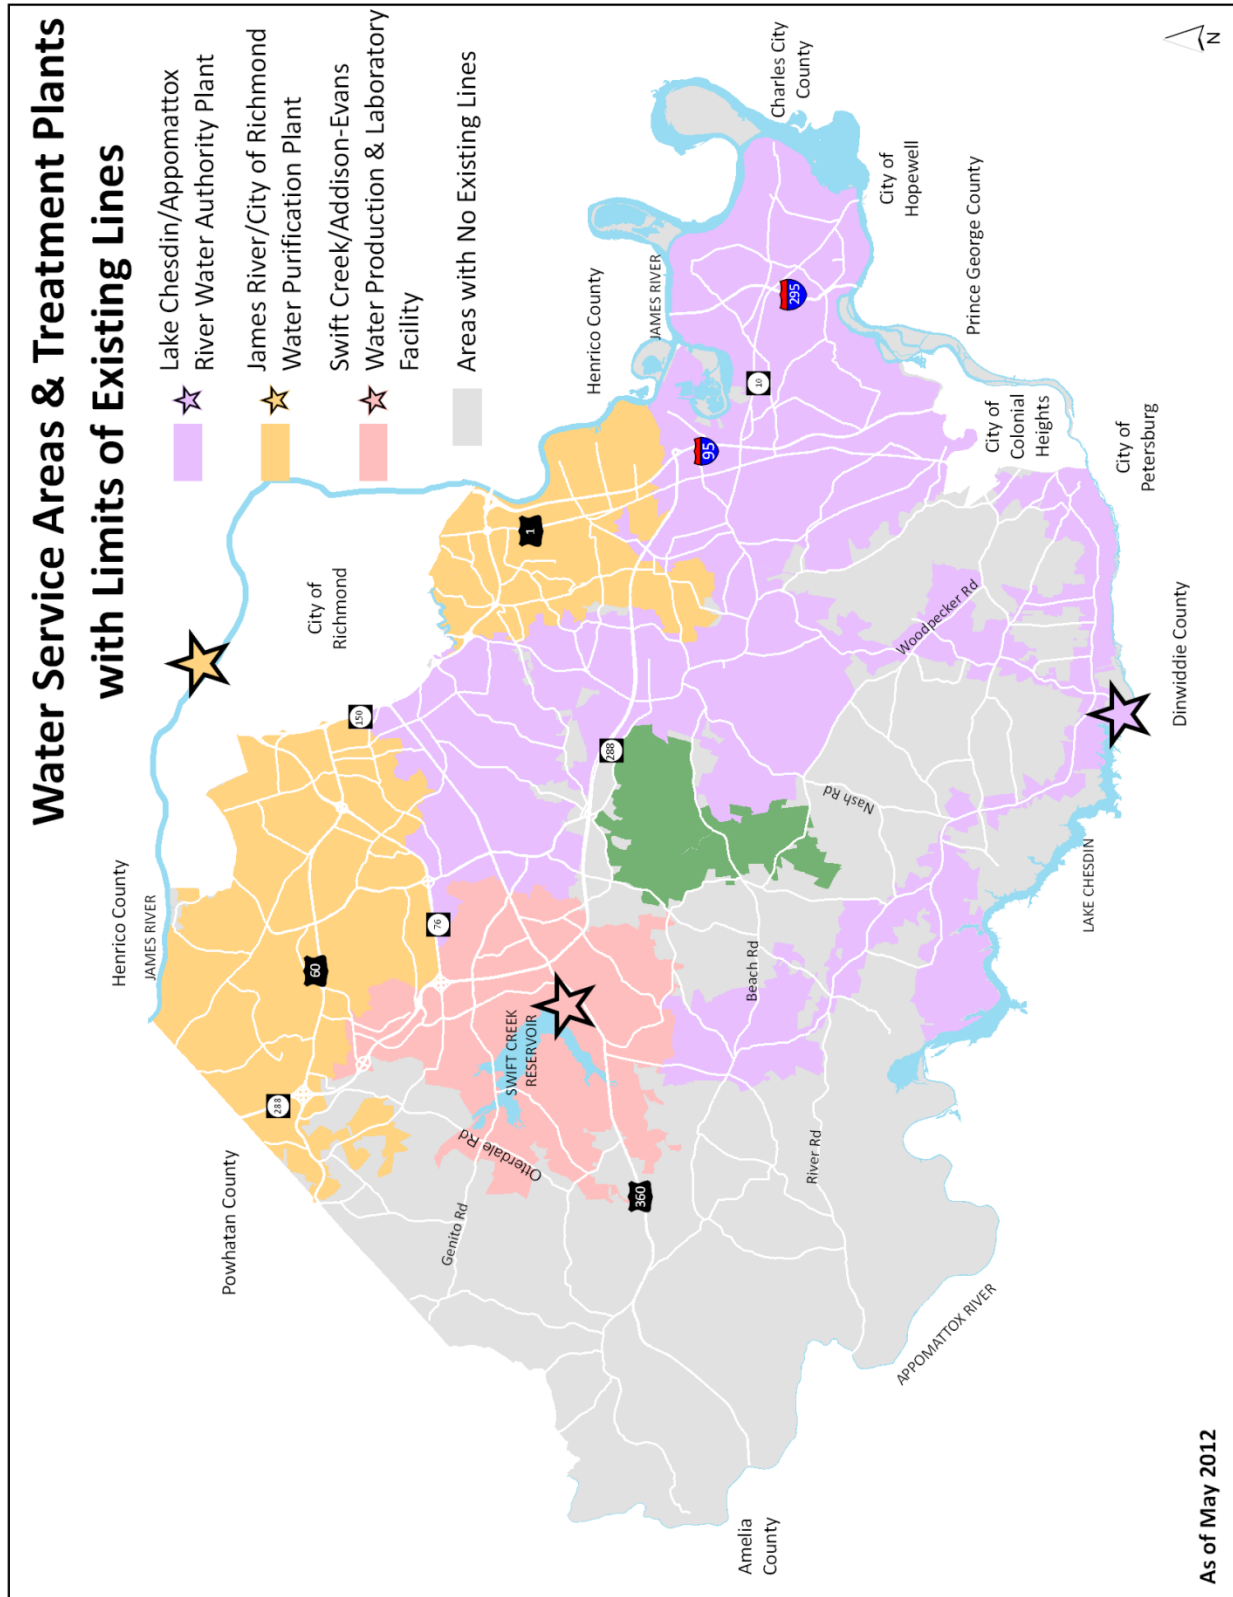 Water Service Areas & Treatment Plants
with Limits of Existing Lines
Lake Chesdin/Appomattox
River Water Authority Plant
James River/City of Richmond
Water Purification Plant
Swift Creek/Addison-Evans
Water Production & Laboratory
Facility
Areas with No Existing Lines
Henrico County
JAMES RIVER
City of
Richmond
Powhatan County
Henrico County
JAMES RIVER
Charles City
County
City of
Hopewell
Prince George County
City of
Colonial
Heights
City of
Petersburg
Dinwiddie County
LAKE CHESDIN
APPOMATTOX RIVER
Amelia
County
SWIFT CREEK
RESERVOIR
Genito Rd
Otterdale Rd
River Rd
Beach Rd
Nash Rd
Woodpecker Rd
288
60
76
150
1
288
360
95
10
295
As of May 2012
N